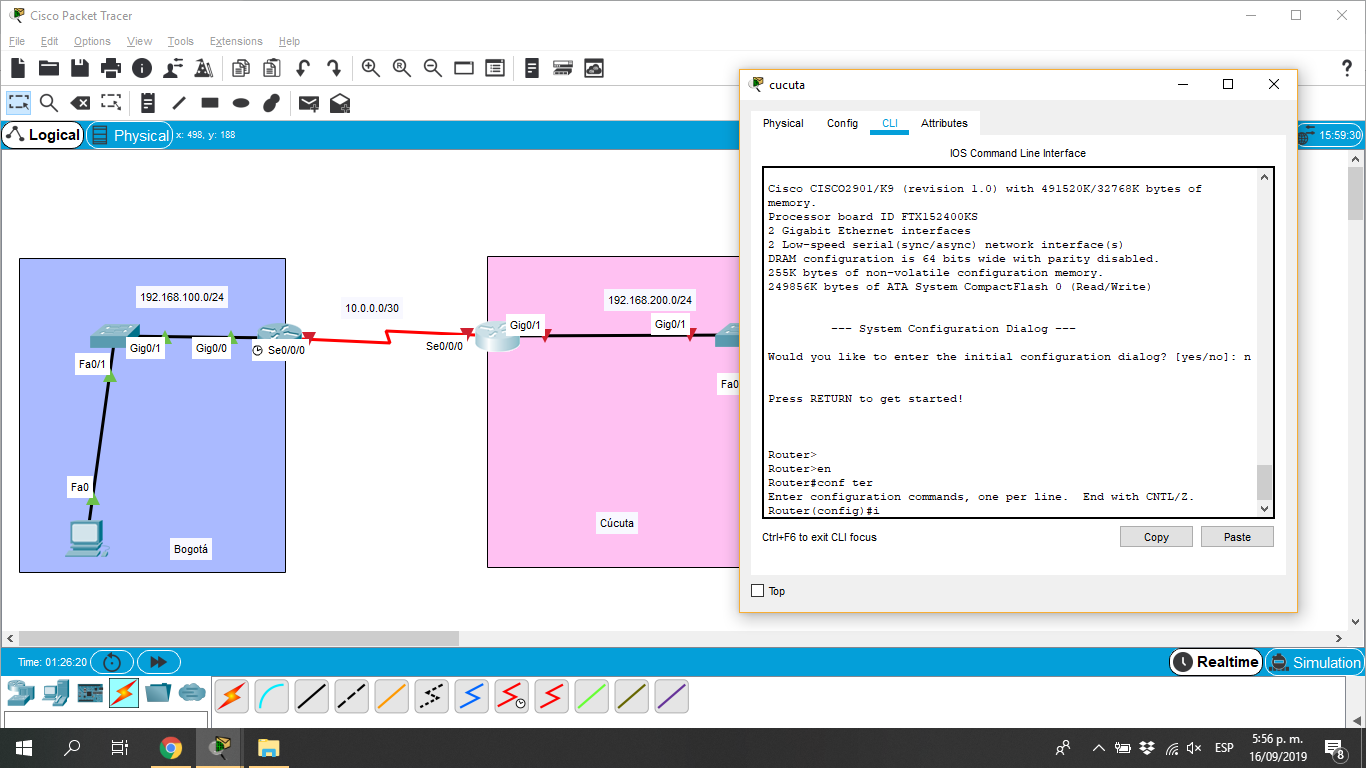 Cisco Packet Tracer
File Edit Options View Tools Extensions Help
?
Logical
Physical x: 498, y: 188
15:59:30
cucuta
Physical Config CLI Attributes
IOS Command Line Interface
Cisco CISCO2901/K9 (revision 1.0) with 491520K/32768K bytes of
memory.
Processor board ID FTX152400KS
2 Gigabit Ethernet interfaces
2 Low-speed serial(sync/async) network interface(s)
DRAM configuration is 64 bits wide with parity disabled.
255K bytes of non-volatile configuration memory.
249856K bytes of ATA System CompactFlash 0 (Read/Write)
--- System Configuration Dialog ---
Would you like to enter the initial configuration dialog? [yes/no]: n
Press RETURN to get started!
Router>
Router>en
Router#conf ter
Enter configuration commands, one per line. End with CNTL/Z.
Router(config)#i
Ctrl+F6 to exit CLI focus
Copy
Paste
Top
192.168.100.0/24
Gig0/1
Gig0/0
Se0/0/0
Fa0/1
Fa0
Bogotá
10.0.0.0/30
Se0/0/0
192.168.200.0/24
Gig0/1
Gig0/1
Fa0
Cúcuta
Time: 01:26:20
Realtime
Simulation
ESP
5:56 p. m.
16/09/2019
8